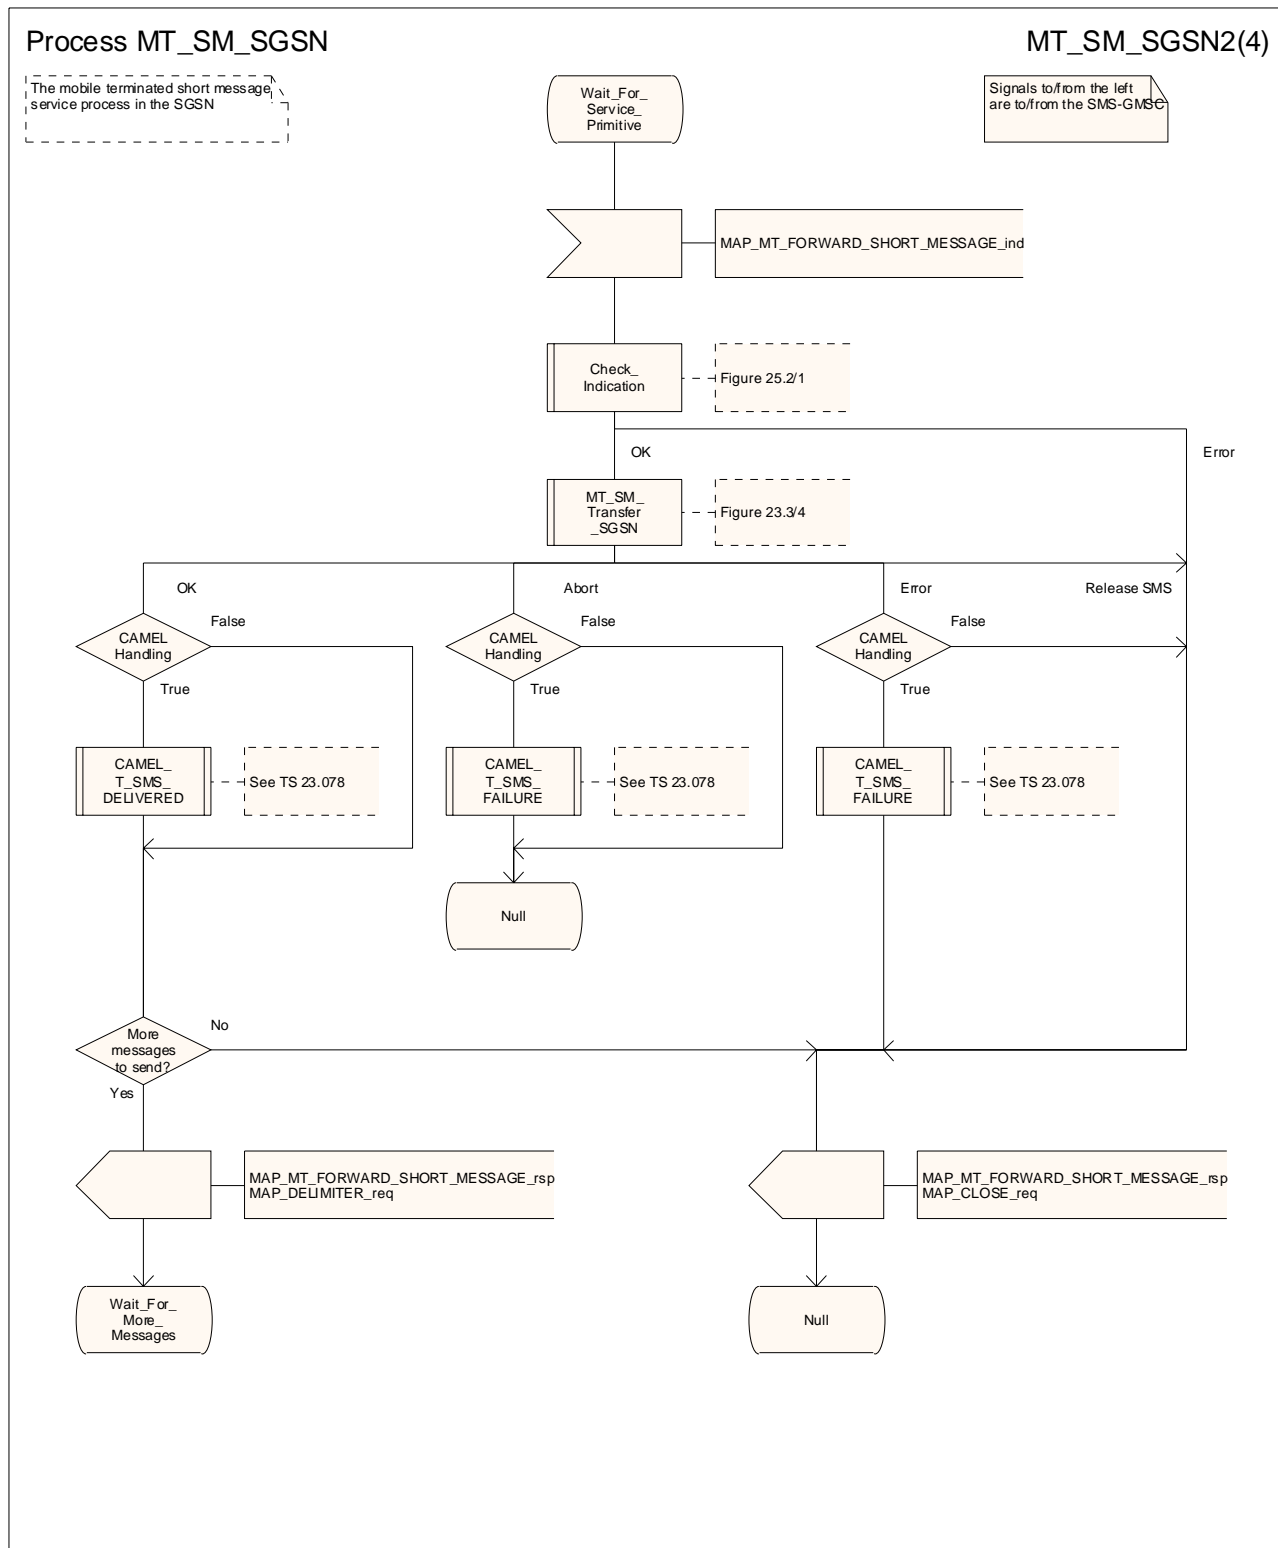 Process MT_SM_SGSN
MT_SM_SGSN2(4)
The mobile terminated short message
service process in the SGSN
Wait_For_
Service_
Primitive
Signals to/from the left
are to/from the SMS-GMSC
MAP_MT_FORWARD_SHORT_MESSAGE_ind
Check_
Indication
Figure 25.2/1
OK
Error
MT_SM_
Transfer
_SGSN
Figure 23.3/4
OK
Abort
Error
Release SMS
CAMEL
Handling
False
True
CAMEL
Handling
False
True
CAMEL
Handling
False
True
CAMEL_
T_SMS_
DELIVERED
See TS 23.078
CAMEL_
T_SMS_
FAILURE
See TS 23.078
CAMEL_
T_SMS_
FAILURE
See TS 23.078
Null
More
messages
to send?
No
Yes
MAP_MT_FORWARD_SHORT_MESSAGE_rsp
MAP_DELIMITER_req
MAP_MT_FORWARD_SHORT_MESSAGE_rsp
MAP_CLOSE_req
Wait_For_
More_
Messages
Null